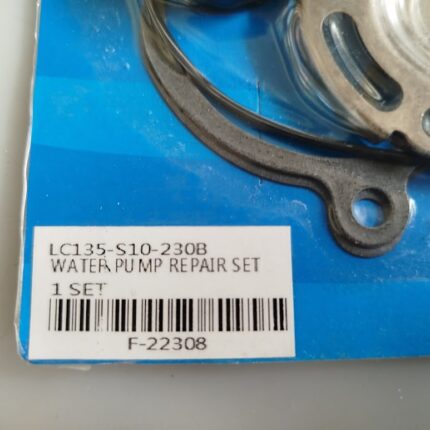 LC135-S10-230B
WATER PUMP REPAIR SET
1 SET
F-22308